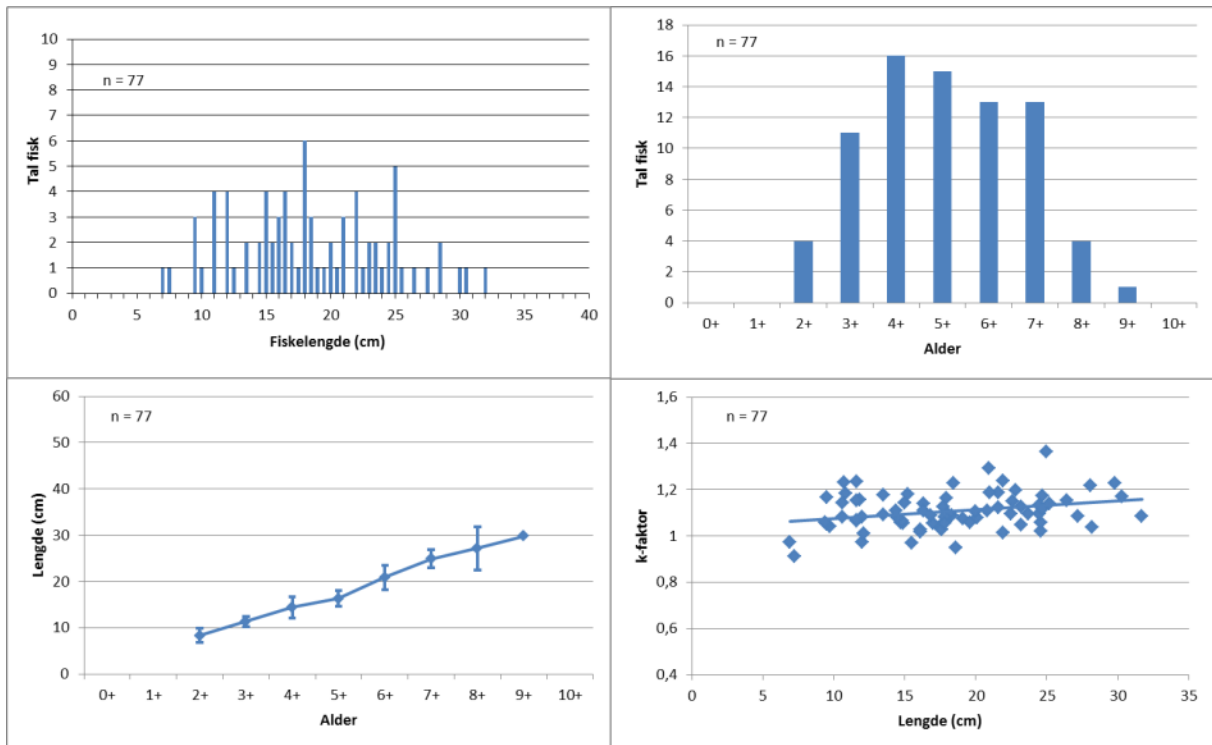 10
9
8
7
6
5
4
3
2
1
0
n = 77
Tal fisk
0 5 10 15 20 25 30 35 40
Fiskelengde (cm)
18
16
14
12
10
8
6
4
2
0
n = 77
Tal fisk
0+ 1+ 2+ 3+ 4+ 5+ 6+ 7+ 8+ 9+ 10+
Alder
60
50
40
30
20
10
0
n = 77
Lengde (cm)
0+ 1+ 2+ 3+ 4+ 5+ 6+ 7+ 8+ 9+ 10+
Alder
1,6
1,4
1,2
1
0,8
0,6
0,4
n = 77
k-faktor
0 5 10 15 20 25 30 35
Lengde (cm)